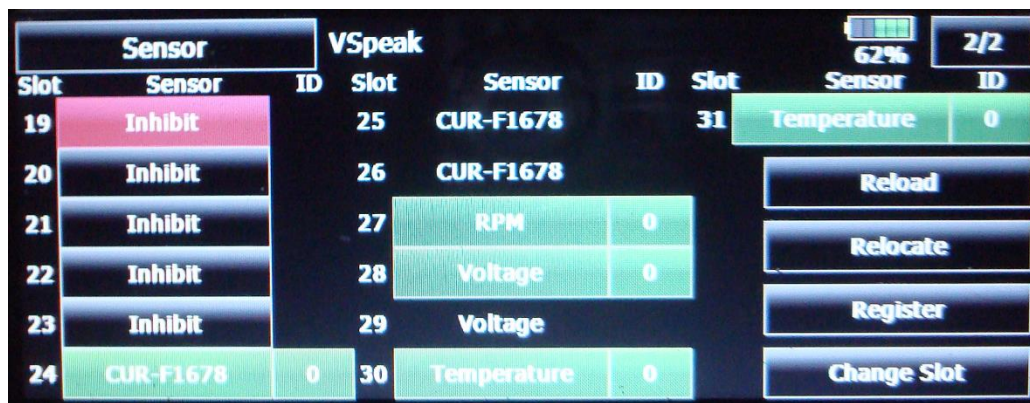 Sensor VSpeak 62% 2/2
Slot Sensor ID Slot Sensor ID Slot Sensor ID
19 Inhibit 25 CUR-F1678 31 Temperature 0
20 Inhibit 26 CUR-F1678 Reload
21 Inhibit 27 RPM 0 Relocate
22 Inhibit 28 Voltage 0
23 Inhibit 29 Voltage Register
24 CUR-F1678 0 30 Temperature 0 Change Slot